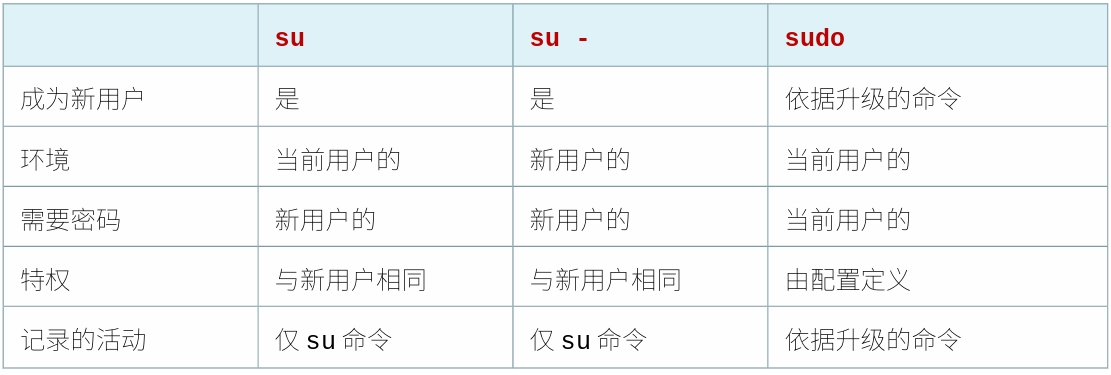 su su - sudo
成为新用户 是 是 依据升级的命令
环境 当前用户的 新用户的 当前用户的
需要密码 新用户的 新用户的 当前用户的
特权 与新用户相同 与新用户相同 由配置定义
记录的活动 仅 su 命令 仅 su 命令 依据升级的命令